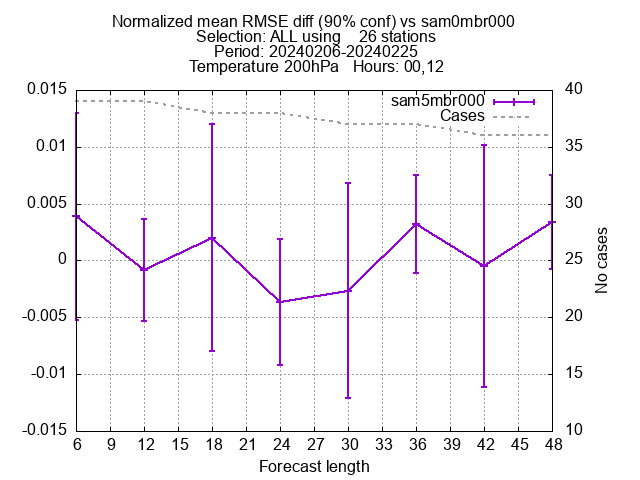 Normalized mean RMSE diff (90% conf) vs sam0mbr000
Selection: ALL using    26 stations
Period: 20240206-20240225
Temperature 200hPa   Hours: 00,12
sam5mbr000
Cases
0.015
0.01
0.005
0
-0.005
-0.01
-0.015
40
35
30
25
20
15
10
No cases
6 9 12 15 18 21 24 27 30 33 36 39 42 45 48
Forecast length